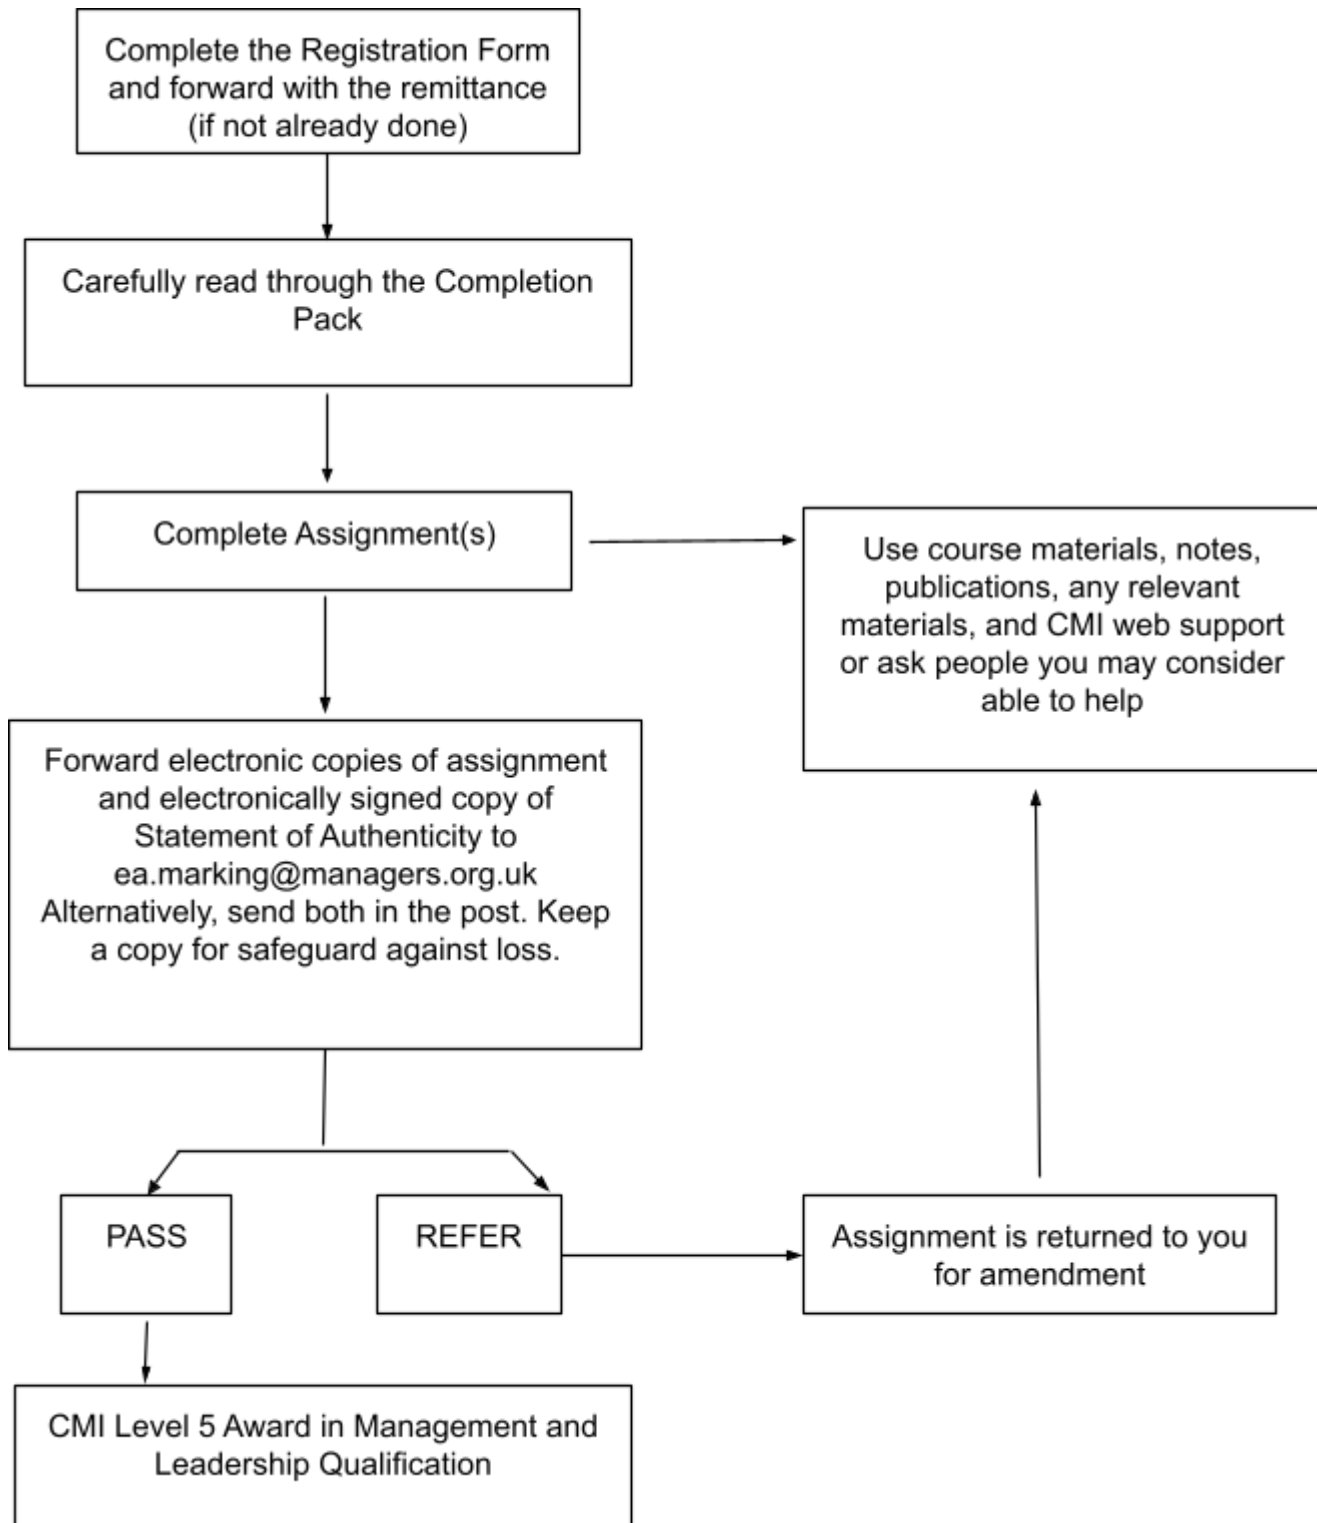 Complete the Registration Form
and forward with the remittance
(if not already done)
Carefully read through the Completion
Pack
Complete Assignment(s)
Use course materials, notes,
publications, any relevant
materials, and CMI web support
or ask people you may consider
able to help
Forward electronic copies of assignment
and electronically signed copy of
Statement of Authenticity to
ea.marking@managers.org.uk
Alternatively, send both in the post. Keep
a copy for safeguard against loss.
PASS
REFER
Assignment is returned to you
for amendment
CMI Level 5 Award in Management and
Leadership Qualification